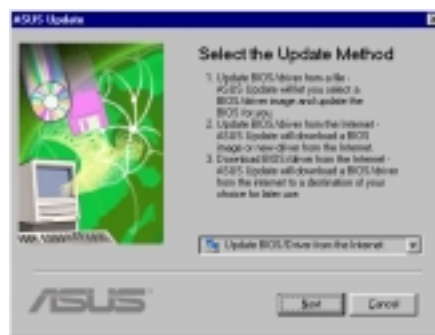 ASUS Update
Select the Update Method
1. Update BIOS/driver from a file -
ASUS Update will let you select a
BIOS/driver image and update the
BIOS for you.
2. Update BIOS/driver from the Internet -
ASUS Update will download a BIOS
image or new driver from the Internet.
3. Download BIOS/driver from the Internet -
ASUS Update will download a BIOS/driver
from the internet to a destination of your
choice for later use.
Update BIOS/Driver from the Internet
ASUS
Next
Cancel